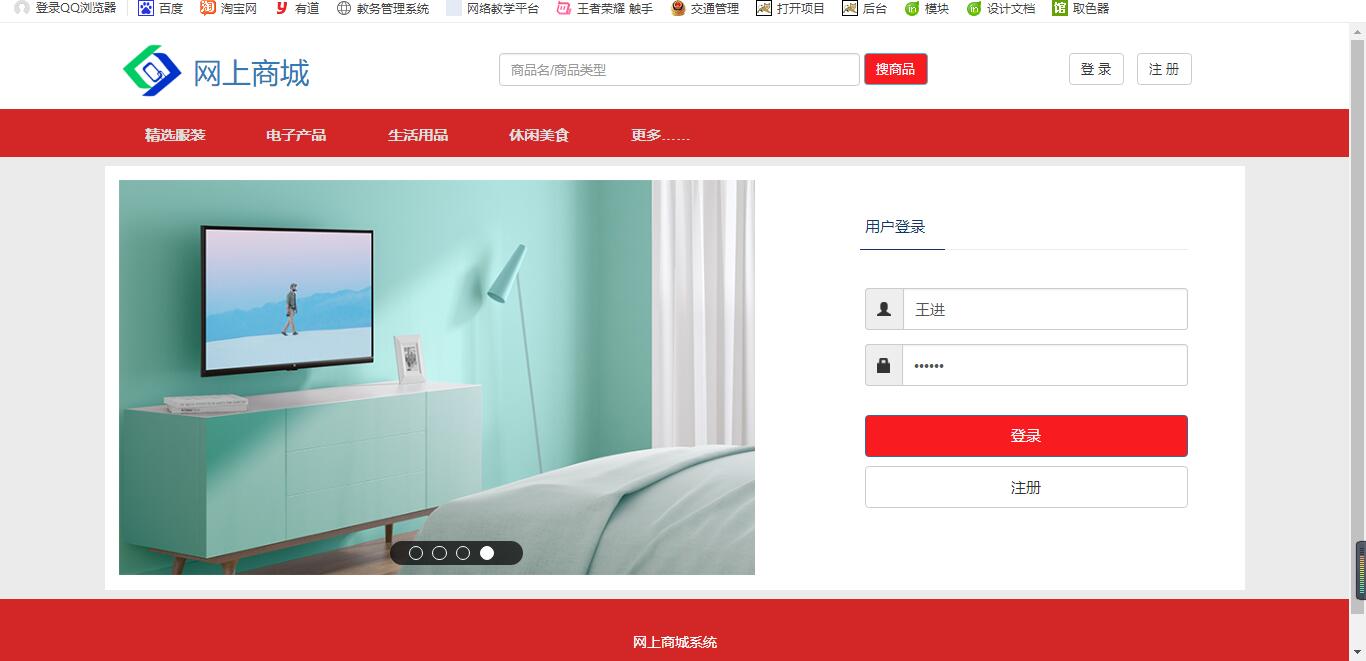 登录QQ浏览器 百度 淘宝网 有道 教务管理系统 网络教学平台 王者荣耀 触手 交通管理 打开项目 后台 模块 设计文档 取色器
网上商城 商品名/商品类型 搜商品 登 录 注 册
精选服装 电子产品 生活用品 休闲美食 更多......
用户登录
王进
••••••
登录
注册
网上商城系统